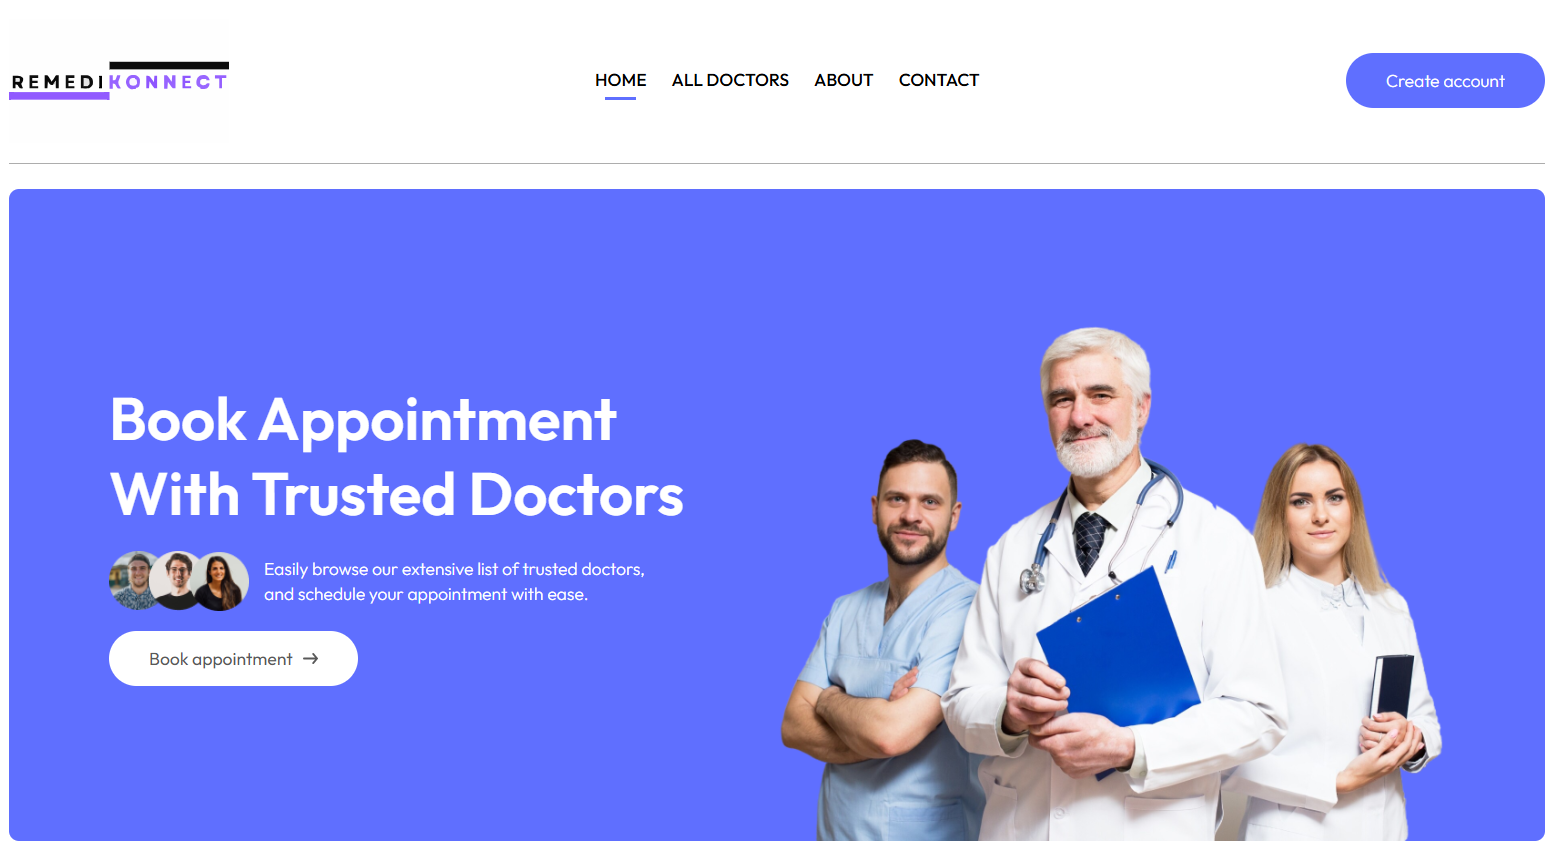 REMEDIKONNECT
HOME
ALL DOCTORS
ABOUT
CONTACT
Create account
Book Appointment
With Trusted Doctors
Easily browse our extensive list of trusted doctors,
and schedule your appointment with ease.
Book appointment →